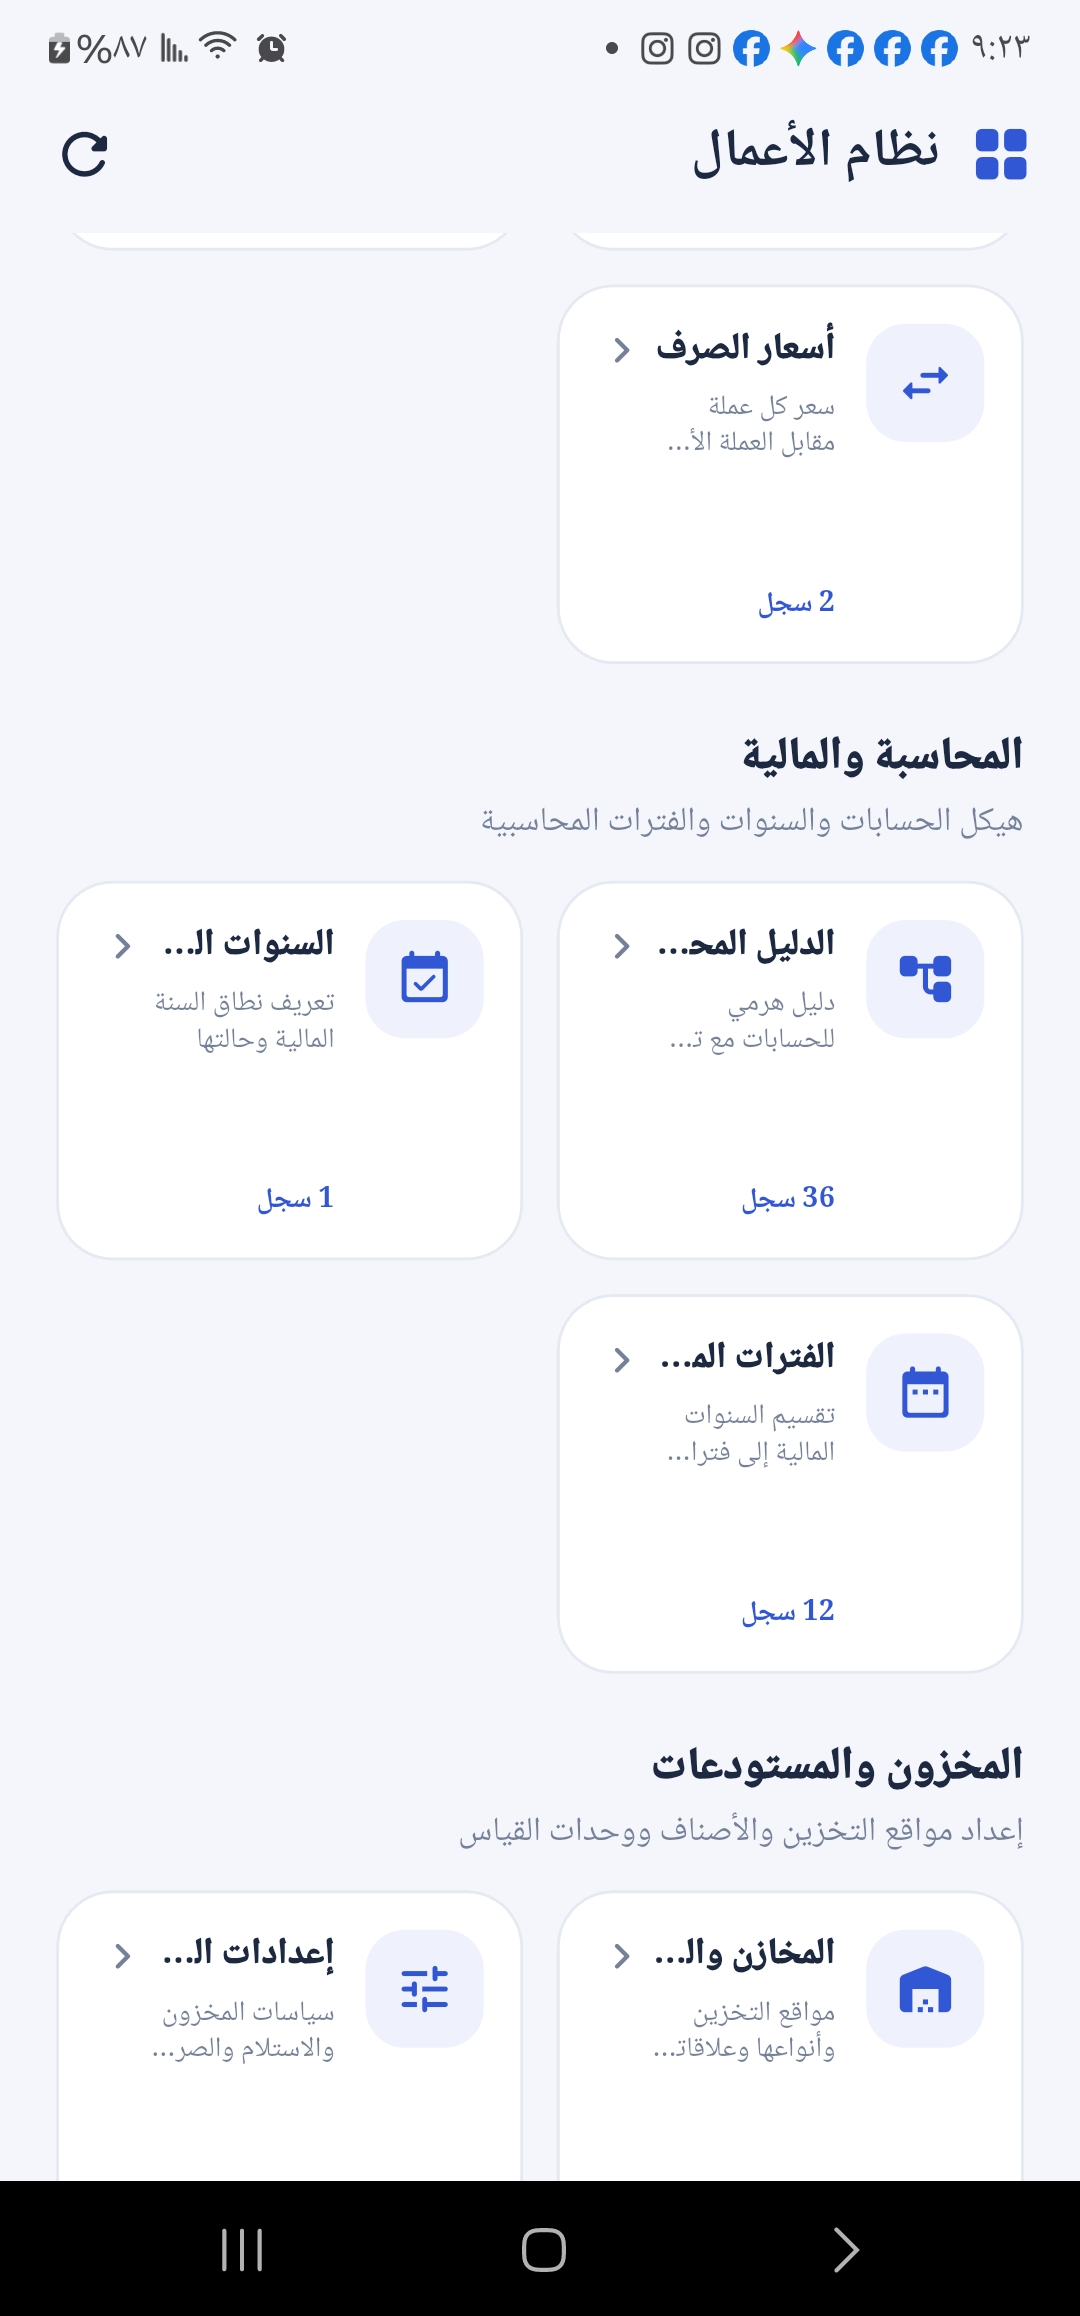 ٩:٢٣
%٨٧
نظام الأعمال
أسعار الصرف
سعر كل عملة
مقابل العملة الأ...
2 سجل
المحاسبة والمالية
هيكل الحسابات والسنوات والفترات المحاسبية
الدليل المحـ...
دليل هرمي
للحسابات مع تـ...
36 سجل
السنوات الـ...
تعريف نطاق السنة
المالية وحالتها
1 سجل
الفترات المـ...
تقسيم السنوات
المالية إلى فترا...
12 سجل
المخزون والمستودعات
إعداد مواقع التخزين والأصناف ووحدات القياس
المخازن والـ...
مواقع التخزين
وأنواعها وعلاقاتـ...
إعدادات الـ...
سياسات المخزون
والاستلام والصر...